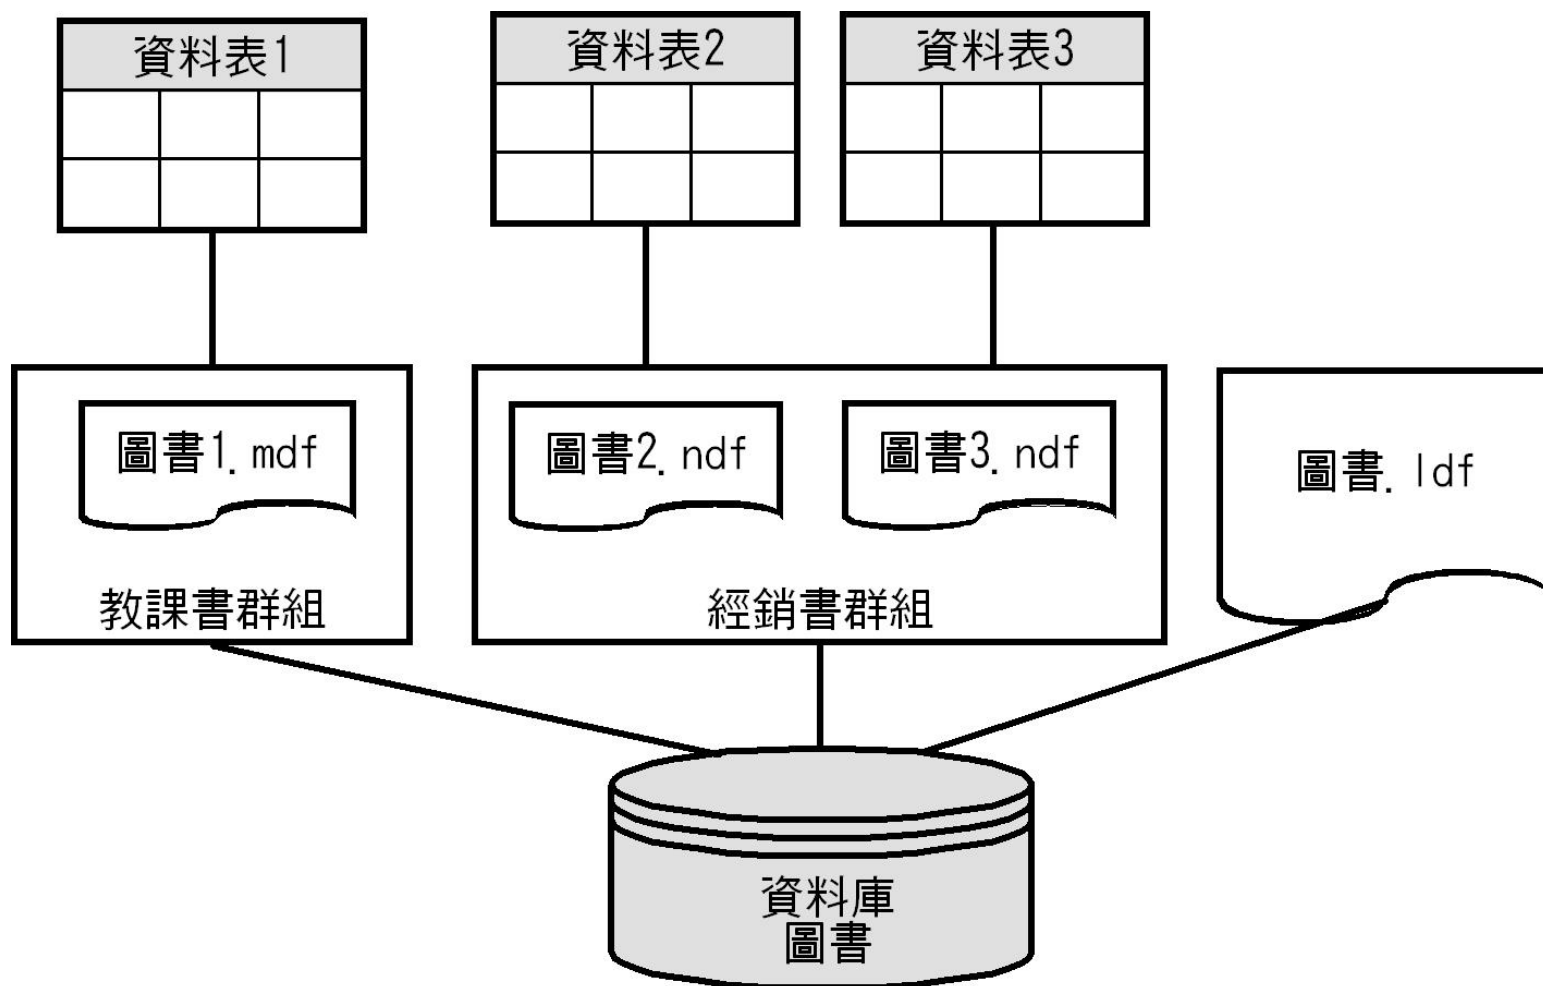 資料表1
資料表2
資料表3
圖書1.mdf
圖書2.ndf
圖書3.ndf
圖書.ldf
教課書群組
經銷書群組
資料庫
圖書